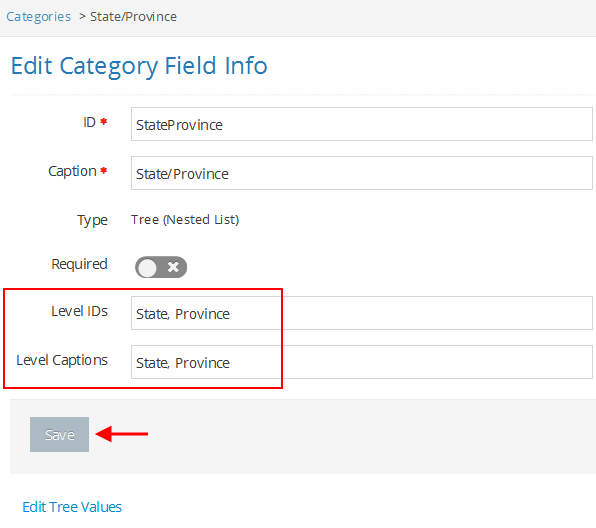 Categories > State/Province
Edit Category Field Info
ID * StateProvince
Caption * State/Province
Type Tree (Nested List)
Required
Level IDs State, Province
Level Captions State, Province
Save
Edit Tree Values